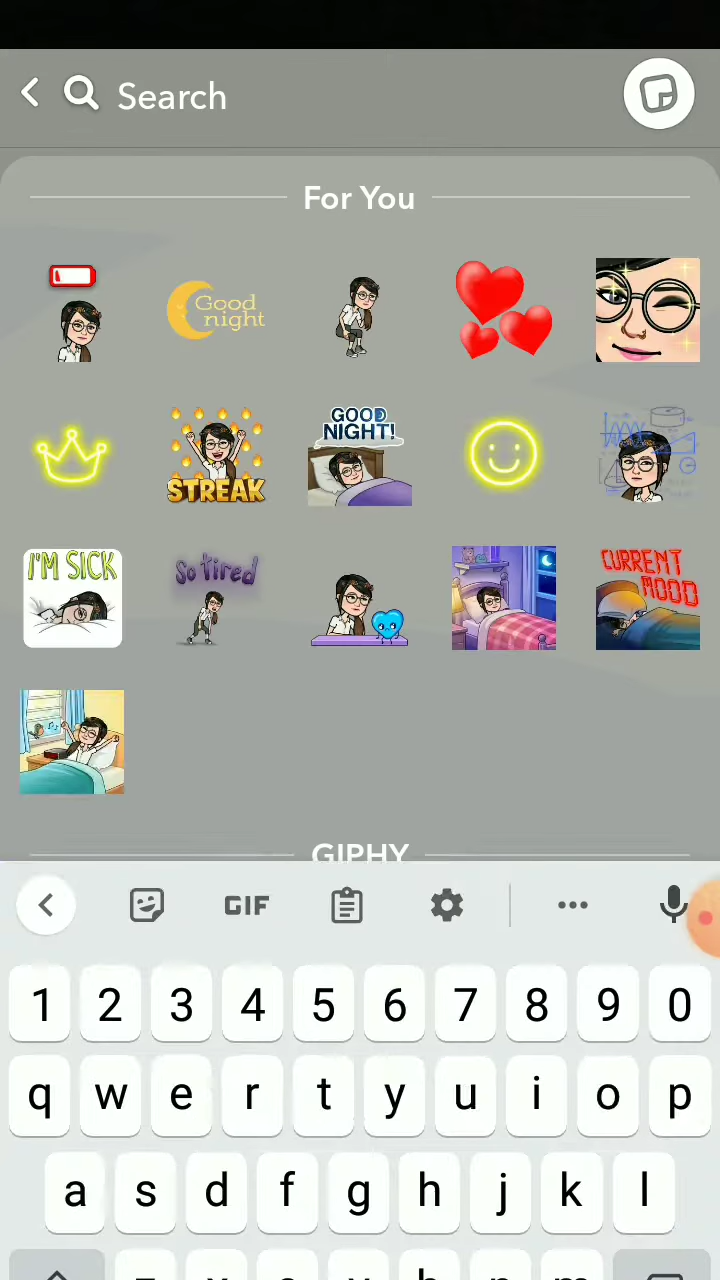 Search
For You
Good
night
STREAK
GOOD
NIGHT!
I'M SICK
So tired
CURRENT
MOOD
GIPHY
GIF
1 2 3 4 5 6 7 8 9 0
q w e r t y u i o p
a s d f g h j k l